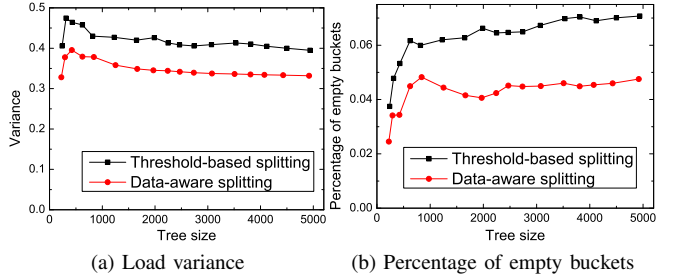 0.5
0.4
0.3
0.2
0.1
0.0
Variance
0 1000 2000 3000 4000 5000
Tree size
Threshold-based splitting
Data-aware splitting
(a) Load variance
0.06
0.04
0.02
0.00
Percentage of empty buckets
0 1000 2000 3000 4000 5000
Tree size
Threshold-based splitting
Data-aware splitting
(b) Percentage of empty buckets